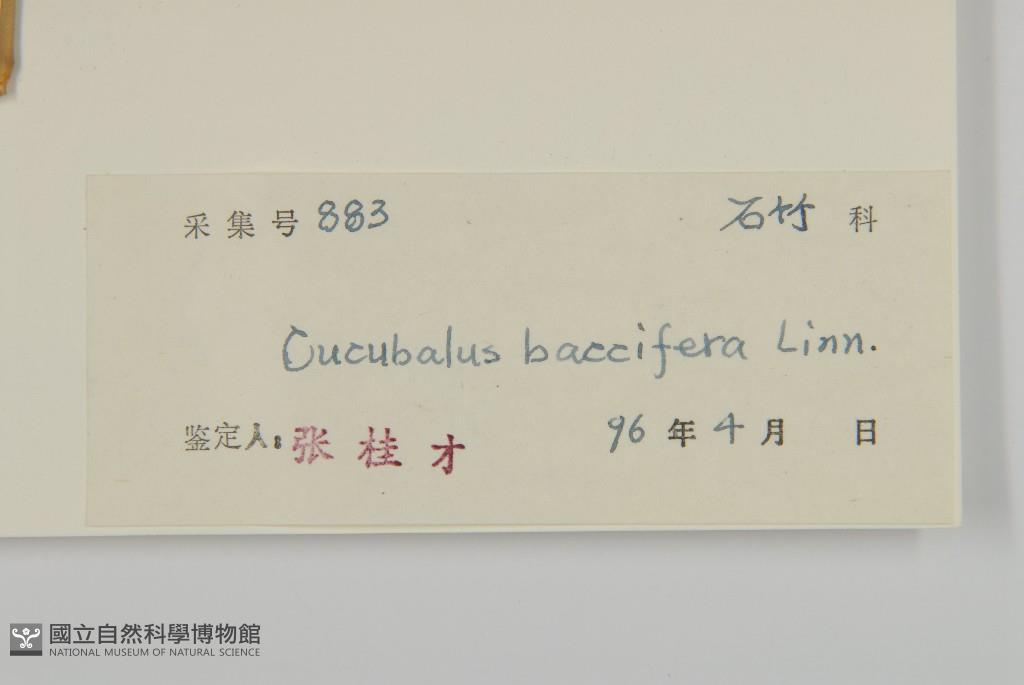 采集号 883 石竹 科
Cucubalus baccifera Linn.
鉴定人: 张桂才 96 年 4 月 日
國立自然科學博物館
NATIONAL MUSEUM OF NATURAL SCIENCE